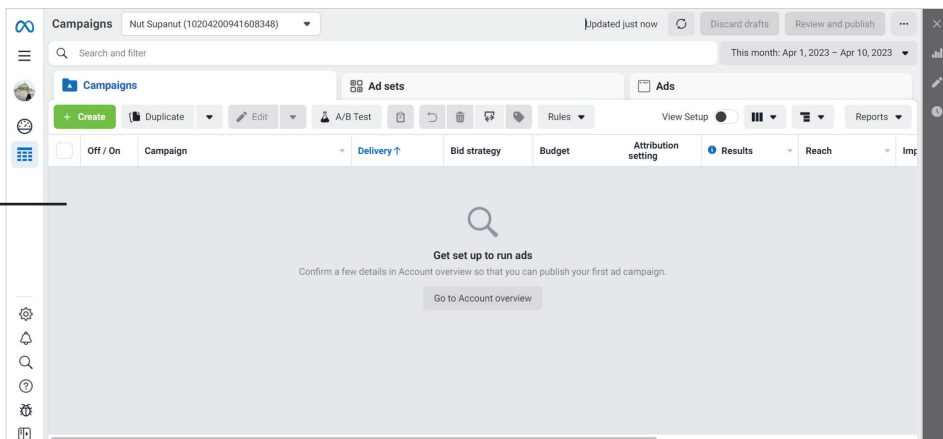 Campaigns Nut Supanut (10204200941608348) Updated just now Discard drafts Review and publish
Search and filter This month: Apr 1, 2023 – Apr 10, 2023
Campaigns Ad sets Ads
+ Create Duplicate Edit A/B Test Rules View Setup Reports
Off / On Campaign Delivery ↑ Bid strategy Budget Attribution setting Results Reach Imp
Get set up to run ads
Confirm a few details in Account overview so that you can publish your first ad campaign.
Go to Account overview